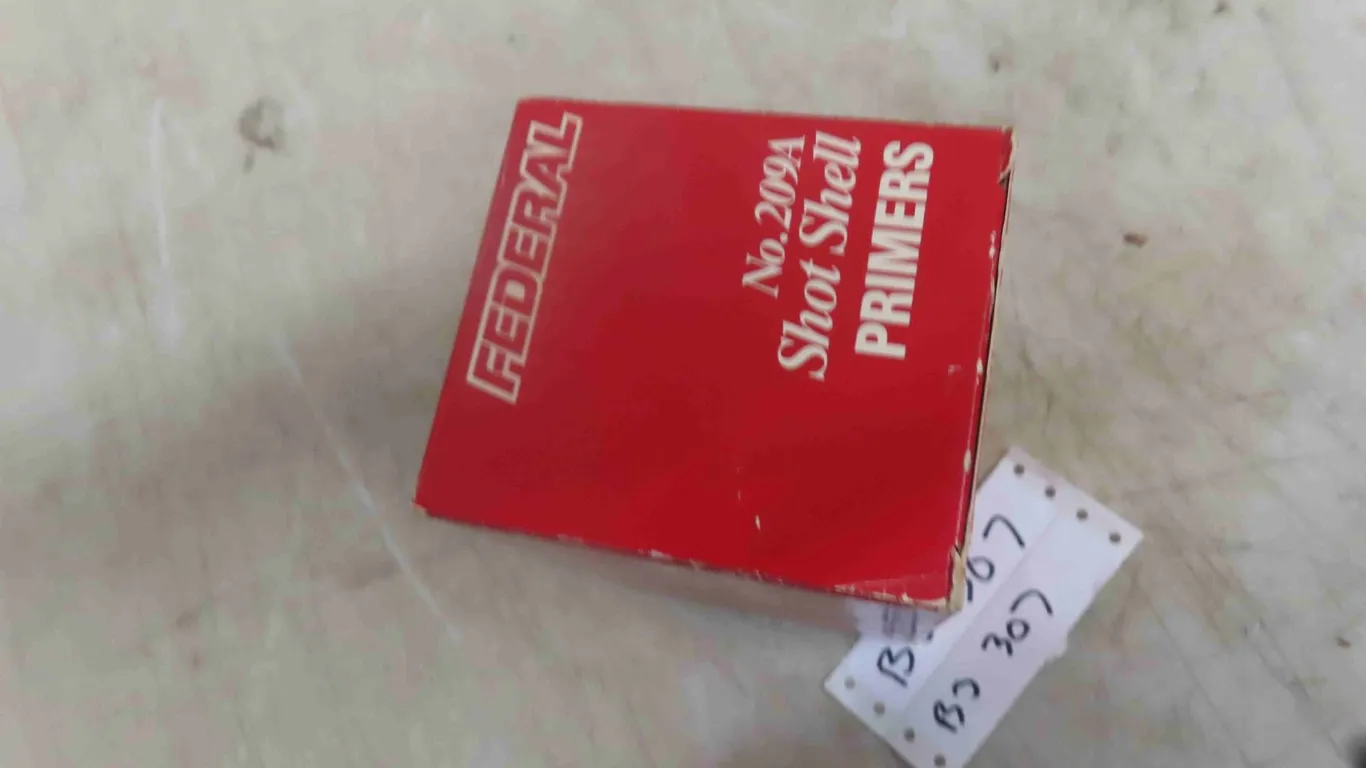 FEDERAL
No.209A
Shot Shell
PRIMERS
BJ 307